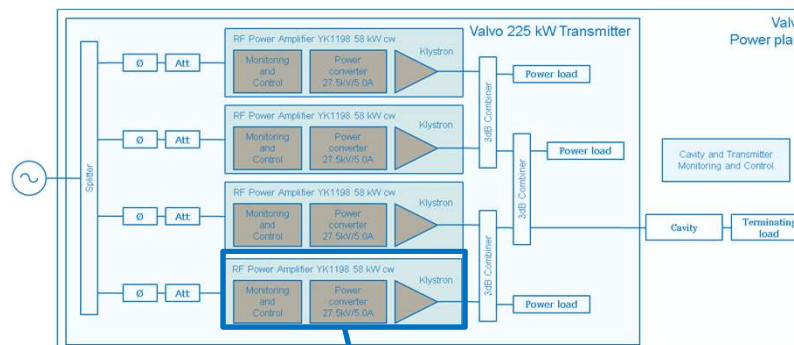 Valvo 225 kW Transmitter
Valv
Power pla
RF Power Amplifier YK1198 58 kW cw
Klystron
Ø
Att
Monitoring
and
Control
Power
converter
27.5kV/5.0A
3dB Combiner
Power load
RF Power Amplifier YK1198 58 kW cw
Klystron
Ø
Att
Monitoring
and
Control
Power
converter
27.5kV/5.0A
Splitter
3dB Combiner
Power load
Cavity and Transmitter
Monitoring and Control
RF Power Amplifier YK1198 58 kW cw
Klystron
Ø
Att
Monitoring
and
Control
Power
converter
27.5kV/5.0A
3dB Combiner
Cavity
Terminating
load
RF Power Amplifier YK1198 58 kW cw
Klystron
Ø
Att
Monitoring
and
Control
Power
converter
27.5kV/5.0A
Power load